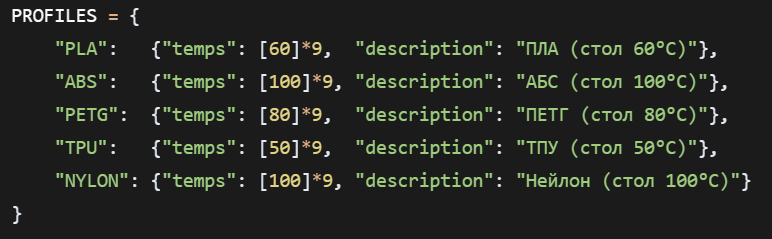 PROFILES = {
    "PLA":   {"temps": [60]*9,  "description": "ПЛА (стол 60°C)"},
    "ABS":   {"temps": [100]*9, "description": "АБС (стол 100°C)"},
    "PETG":  {"temps": [80]*9,  "description": "ПЕТГ (стол 80°C)"},
    "TPU":   {"temps": [50]*9,  "description": "ТПУ (стол 50°C)"},
    "NYLON": {"temps": [100]*9, "description": "Нейлон (стол 100°C)"}
}